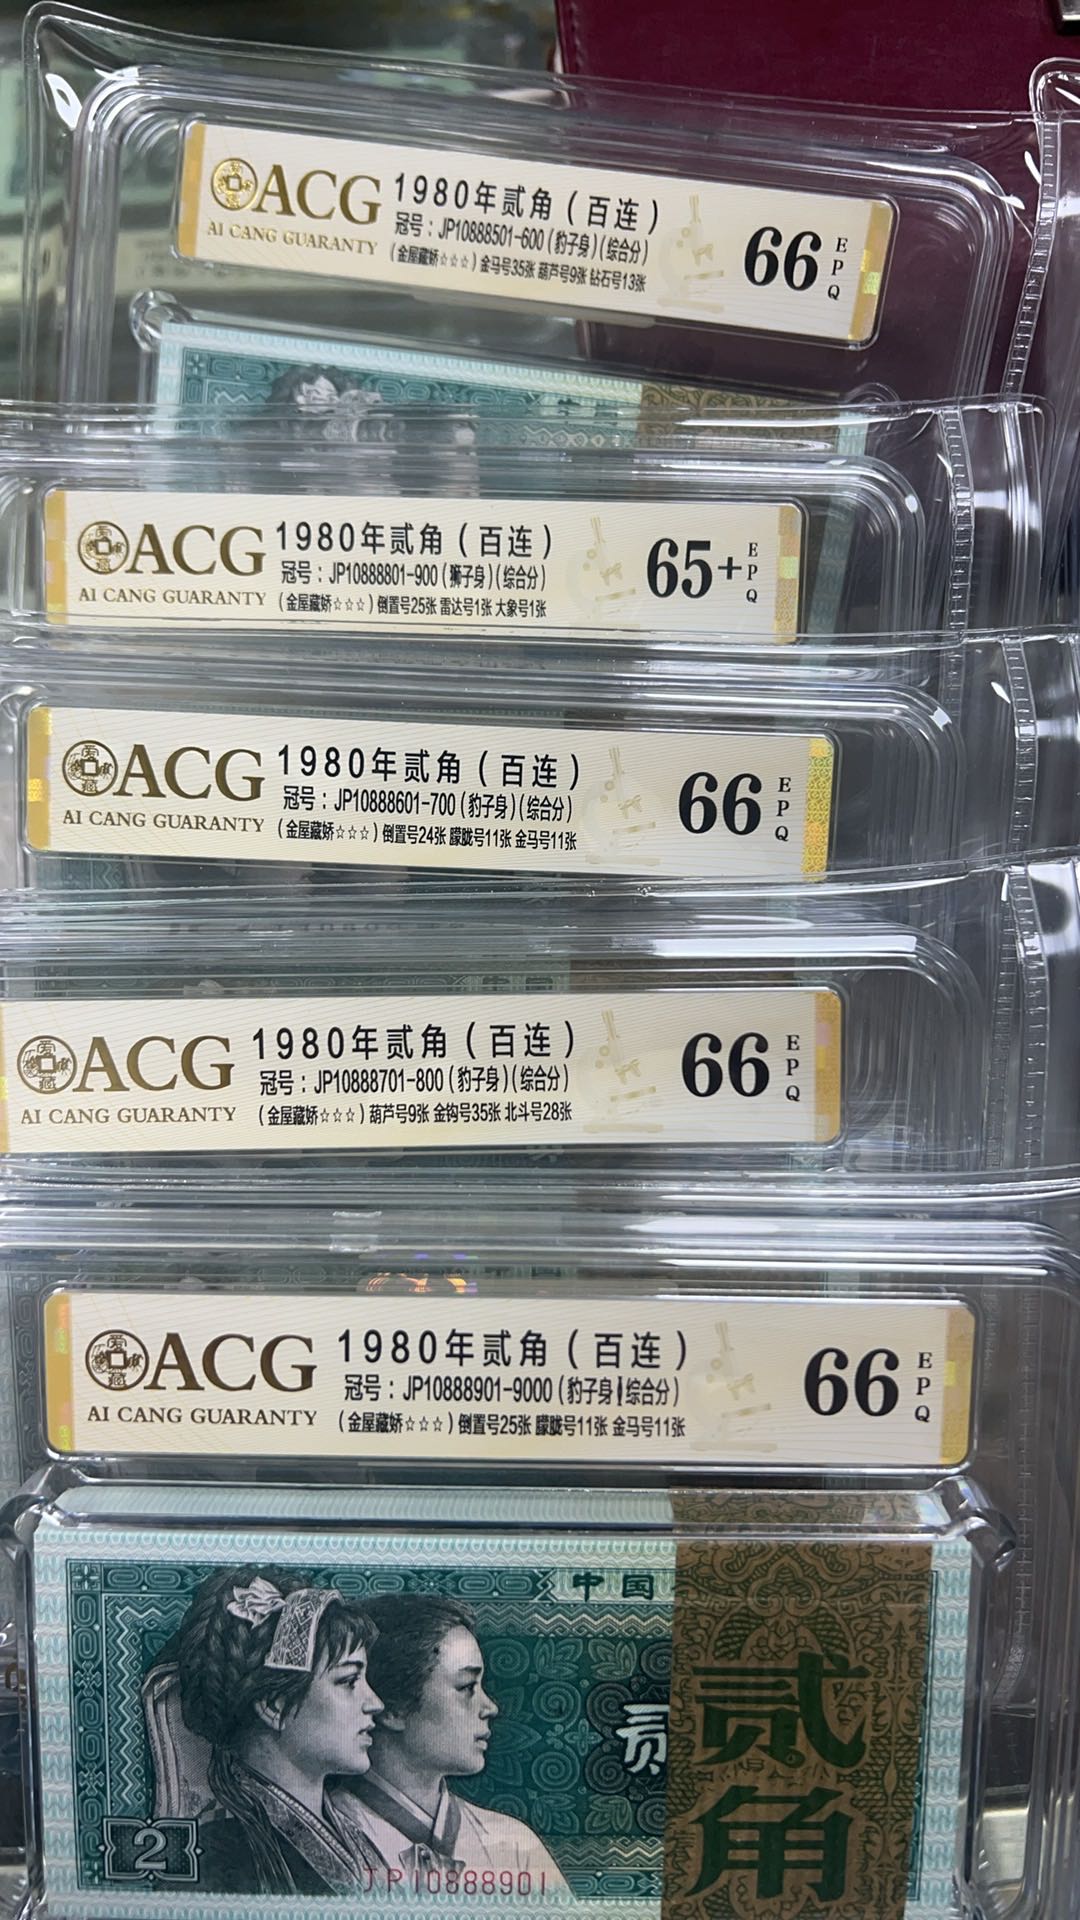 ACG
AI CANG GUARANTY
1980年贰角（百连）
冠号：JP10888501-600（豹子身）（综合分）
（金屋藏娇☆☆☆）金马号35张 葫芦号9张 钻石号13张
66 EPQ
ACG
AI CANG GUARANTY
1980年贰角（百连）
冠号：JP10888801-900（狮子身）（综合分）
（金屋藏娇☆☆☆）倒置号25张 雷达号1张 大象号1张
65+ EPQ
ACG
AI CANG GUARANTY
1980年贰角（百连）
冠号：JP10888601-700（豹子身）（综合分）
（金屋藏娇☆☆☆）倒置号24张 朦胧号11张 金马号11张
66 EPQ
ACG
AI CANG GUARANTY
1980年贰角（百连）
冠号：JP10888701-800（豹子身）（综合分）
（金屋藏娇☆☆☆）葫芦号9张 金钩号35张 北斗号28张
66 EPQ
ACG
AI CANG GUARANTY
1980年贰角（百连）
冠号：JP10888901-9000（豹子身）（综合分）
（金屋藏娇☆☆☆）倒置号25张 朦胧号11张 金马号11张
66 EPQ
中国
贰
贰角
2
JP10888901